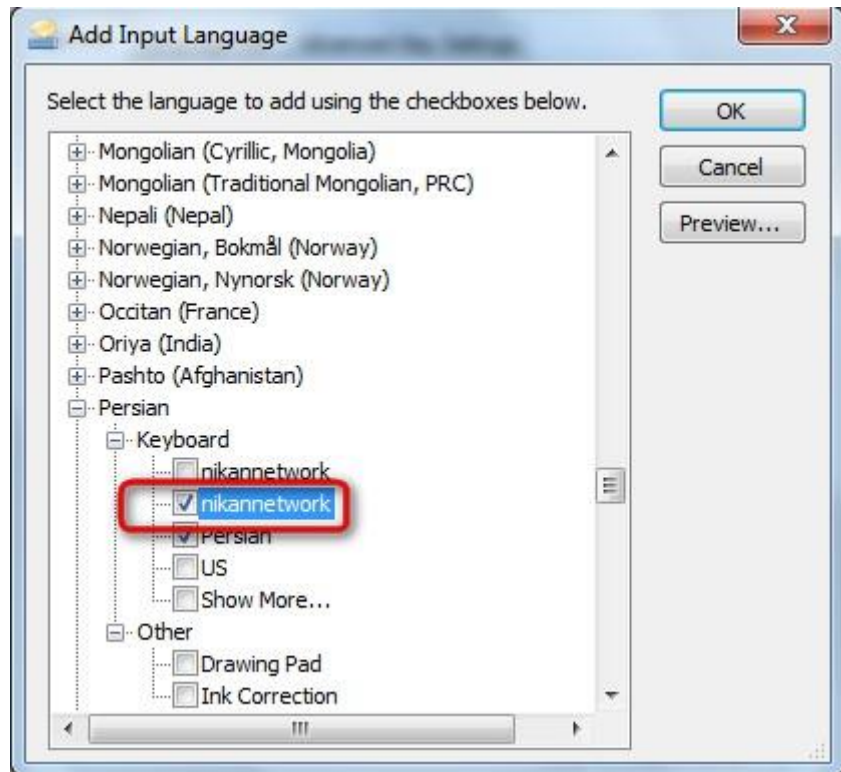 Add Input Language
Select the language to add using the checkboxes below.
OK
Cancel
Preview...
Mongolian (Cyrillic, Mongolia)
Mongolian (Traditional Mongolian, PRC)
Nepali (Nepal)
Norwegian, Bokmål (Norway)
Norwegian, Nynorsk (Norway)
Occitan (France)
Oriya (India)
Pashto (Afghanistan)
Persian
Keyboard
nikannetwork
nikannetwork
Persian
US
Show More...
Other
Drawing Pad
Ink Correction